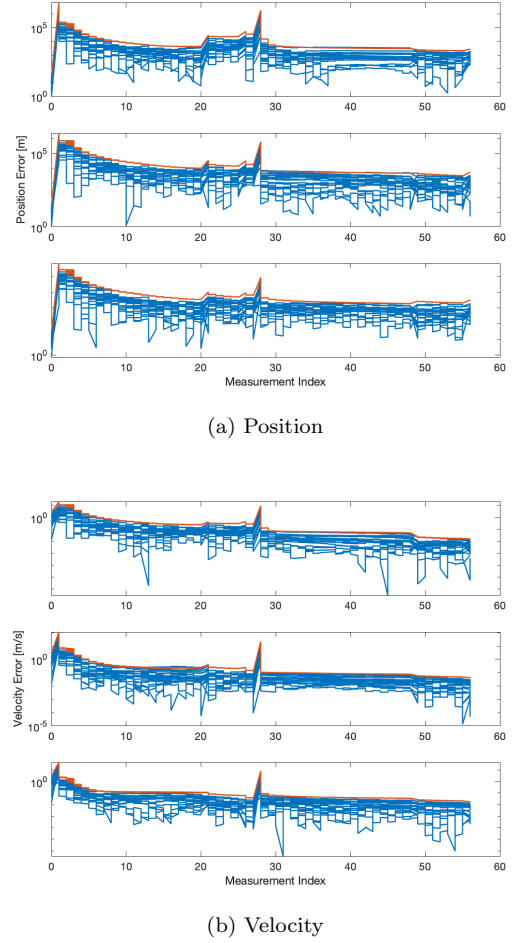 10^5
10^0
0 10 20 30 40 50 60
Position Error [m]
10^5
10^0
0 10 20 30 40 50 60
10^0
0 10 20 30 40 50 60
Measurement Index
(a) Position
10^0
0 10 20 30 40 50 60
Velocity Error [m/s]
10^0
10^-5
0 10 20 30 40 50 60
10^0
0 10 20 30 40 50 60
Measurement Index
(b) Velocity